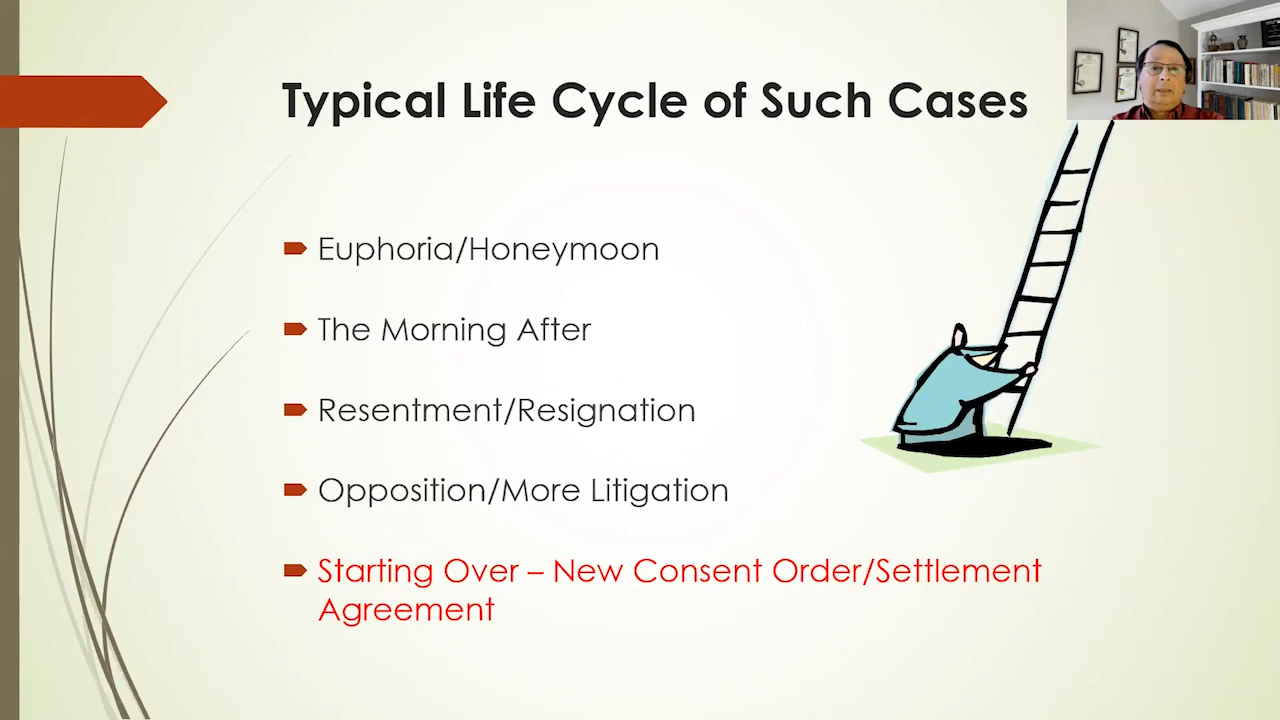 Typical Life Cycle of Such Cases
Euphoria/Honeymoon
The Morning After
Resentment/Resignation
Opposition/More Litigation
Starting Over – New Consent Order/Settlement
Agreement